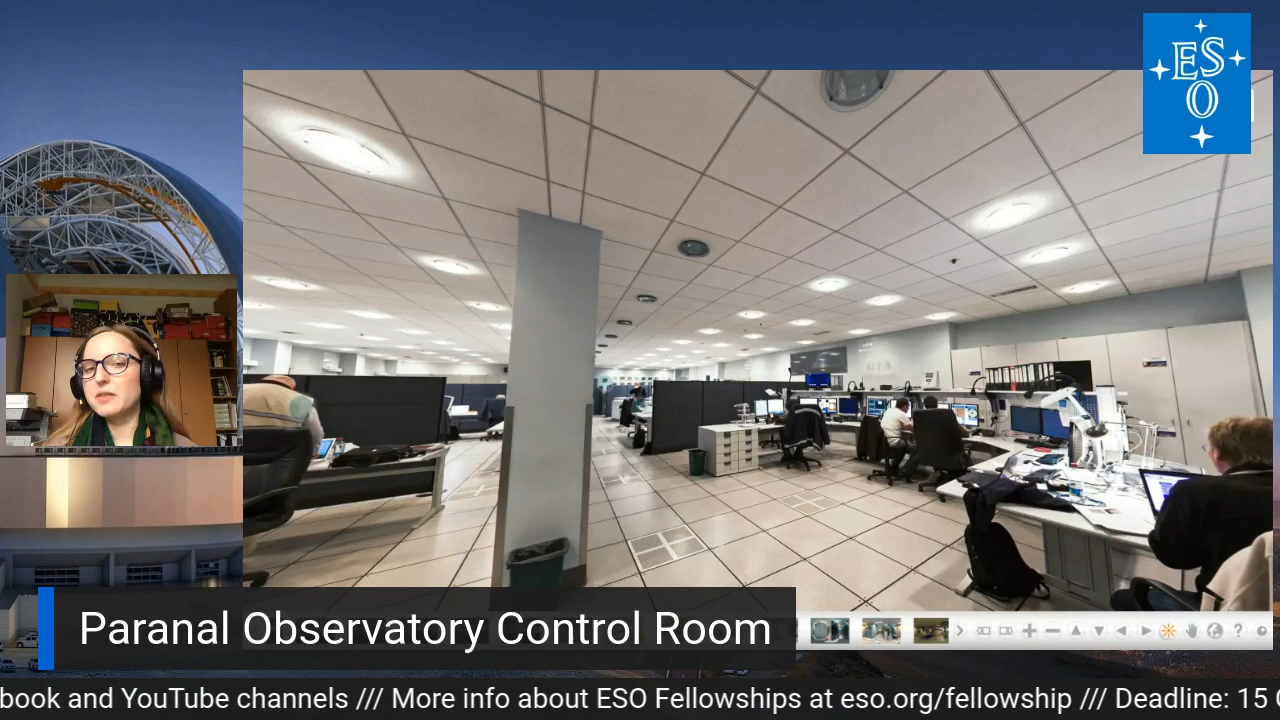 ESO
Paranal Observatory Control Room
book and YouTube channels /// More info about ESO Fellowships at eso.org/fellowship /// Deadline: 15